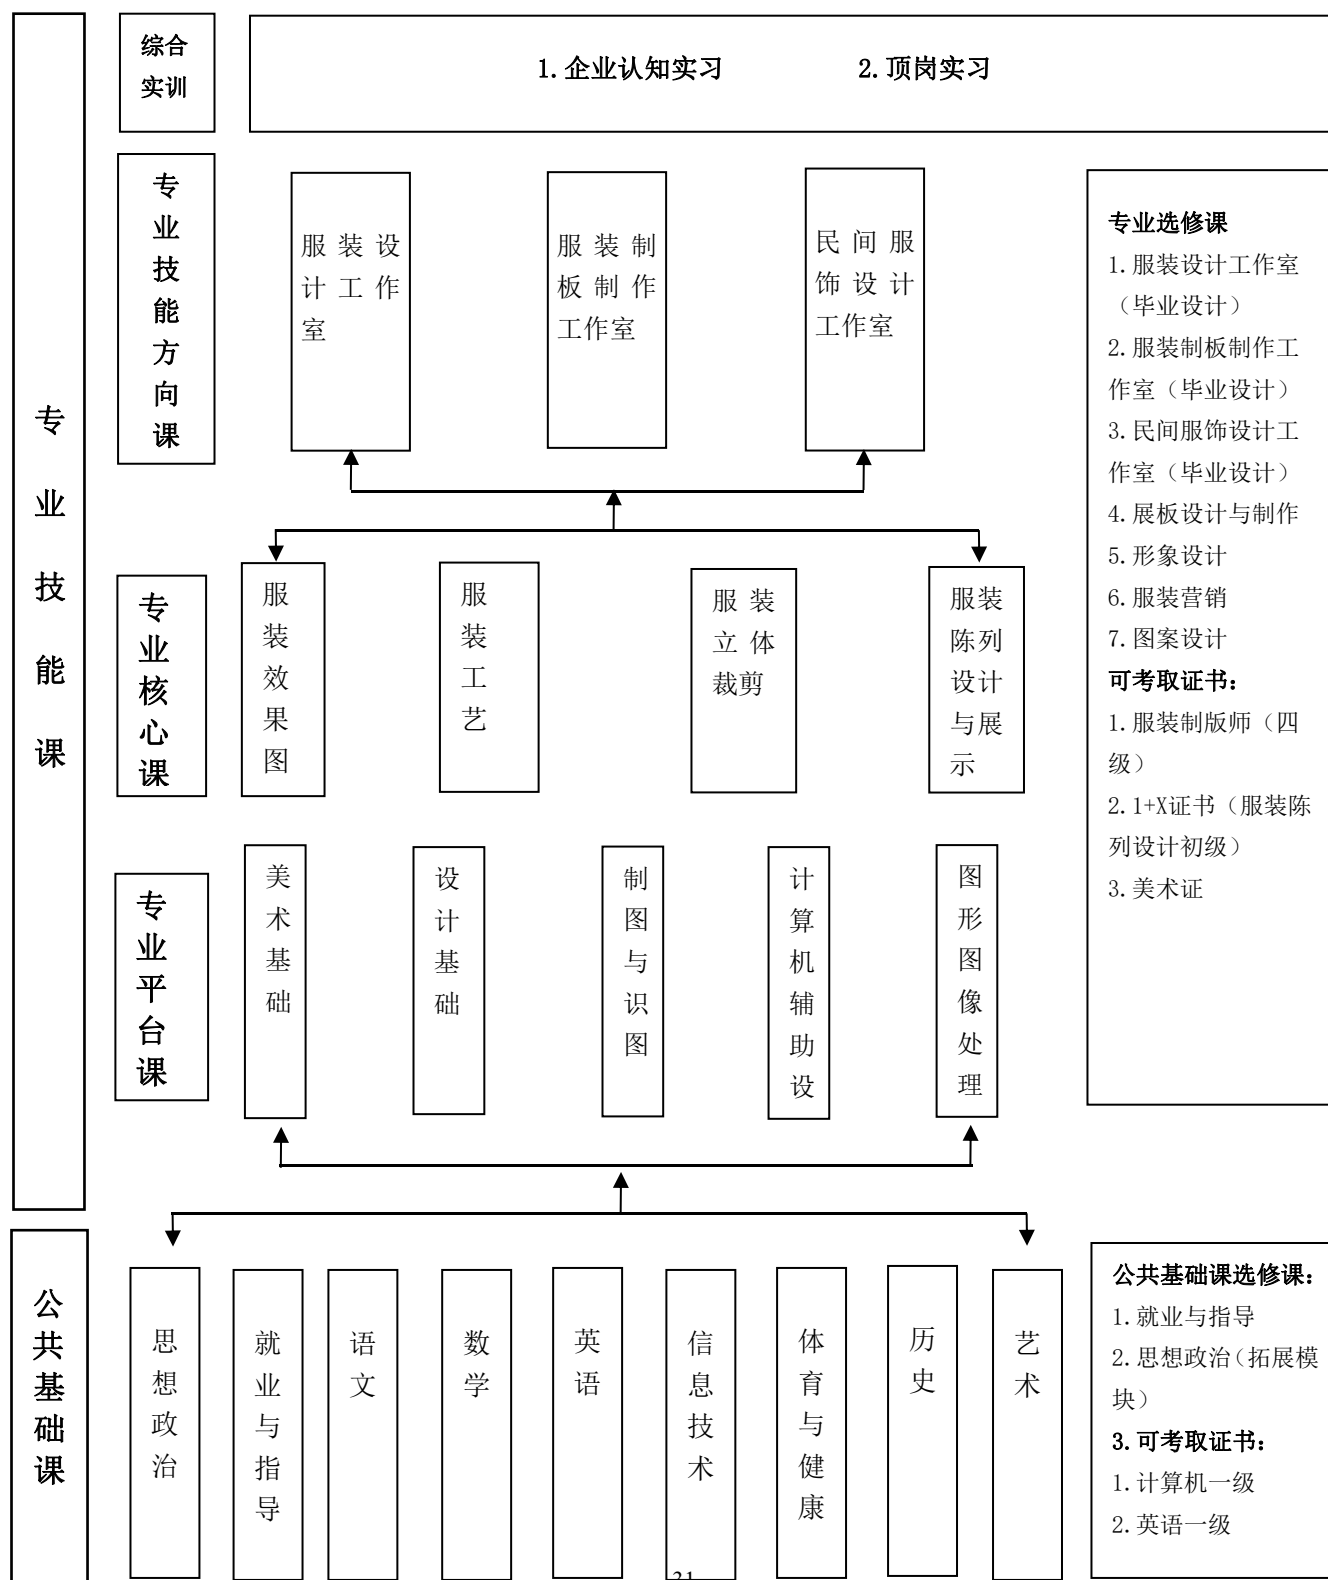 综合
实训
1.企业认知实习 2.顶岗实习
专业技能课
专业技能方向课
服装设
计工作
室
服装制
板制作
工作室
民间服
饰设计
工作室
专业核心课
服装效果图
服装工艺
服装
立体
裁剪
服装
陈列
设计
与展
示
专业平台课
美术基础
设计基础
制图与识图
计算机辅助设
图形图像处理
专业选修课
1.服装设计工作室
（毕业设计）
2.服装制板制作工
作室（毕业设计）
3.民间服饰设计工
作室（毕业设计）
4.展板设计与制作
5.形象设计
6.服装营销
7.图案设计
可考取证书：
1.服装制版师（四
级）
2.1+X证书（服装陈
列设计初级）
3.美术证
公共基础课
思想政治
就业与指导
语文
数学
英语
信息技术
体育与健康
历史
艺术
公共基础课选修课：
1.就业与指导
2.思想政治（拓展模
块）
3.可考取证书：
1.计算机一级
2.英语一级